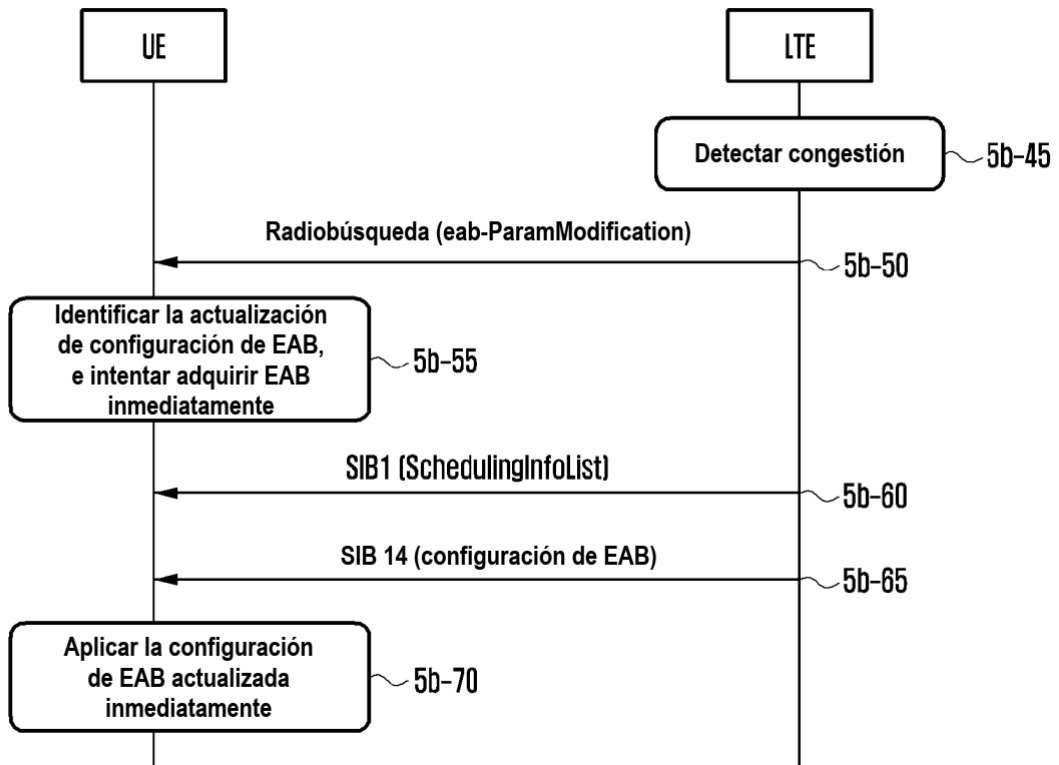 UE
LTE
Detectar congestión
5b-45
Radiobúsqueda (eab-ParamModification)
5b-50
Identificar la actualización
de configuración de EAB,
e intentar adquirir EAB
inmediatamente
5b-55
SIB1 (SchedulingInfoList)
5b-60
SIB 14 (configuración de EAB)
5b-65
Aplicar la configuración
de EAB actualizada
inmediatamente
5b-70